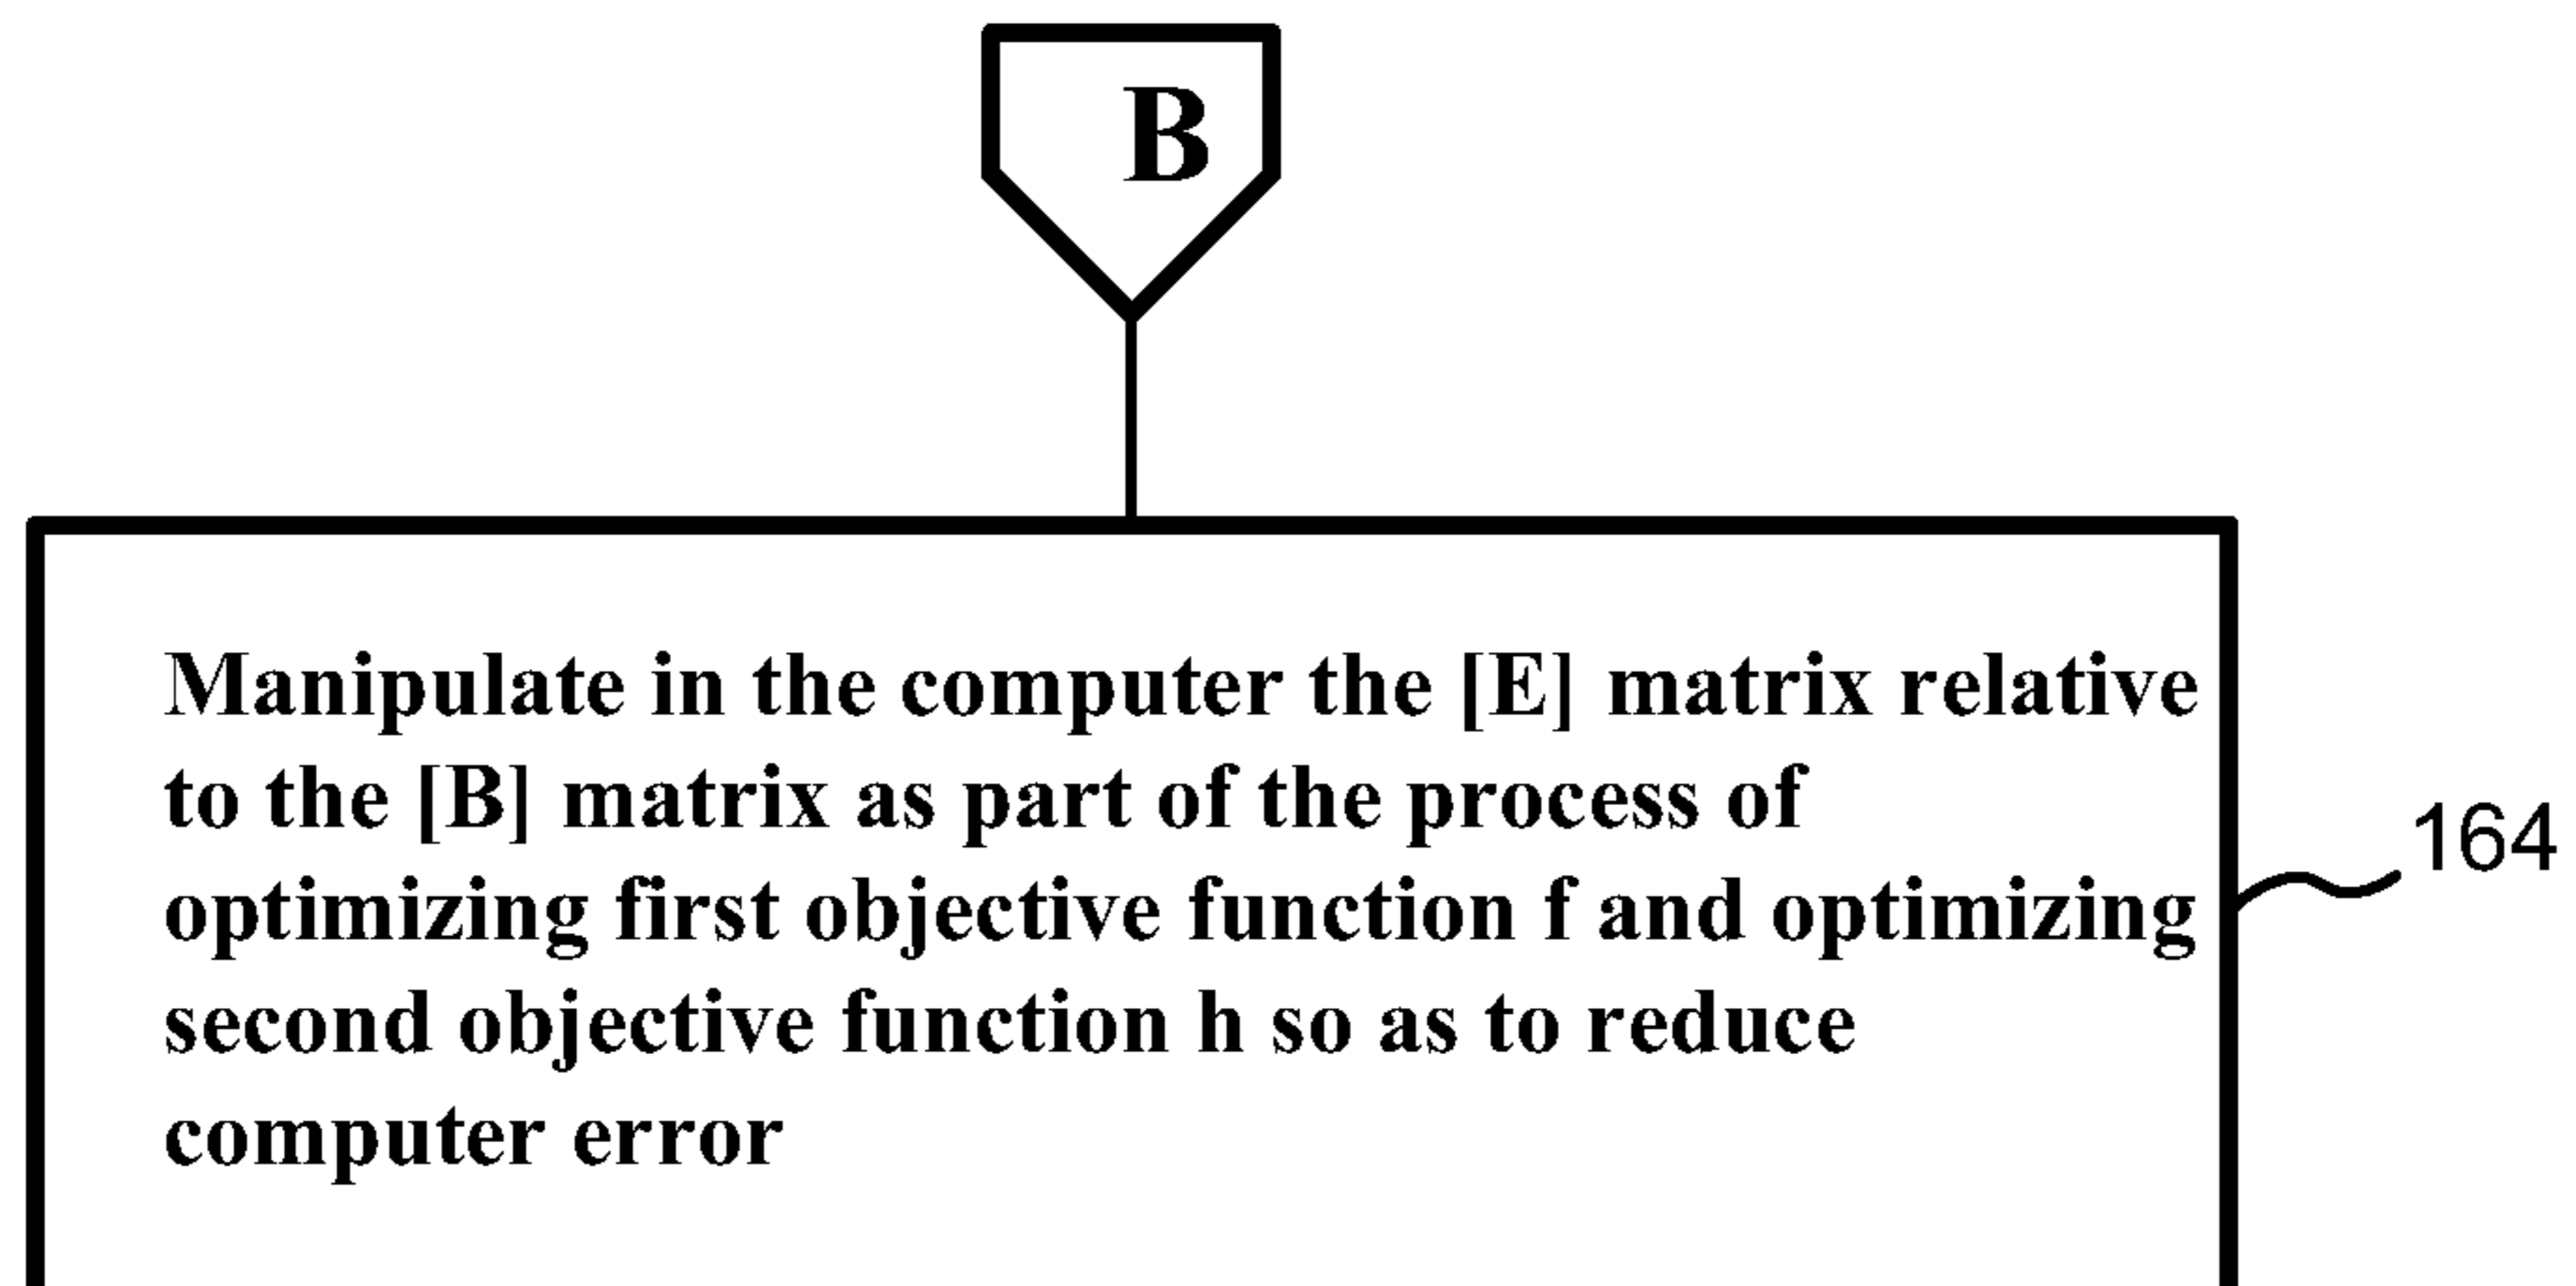 B
Manipulate in the computer the [E] matrix relative
to the [B] matrix as part of the process of
optimizing first objective function f and optimizing
second objective function h so as to reduce
computer error
164